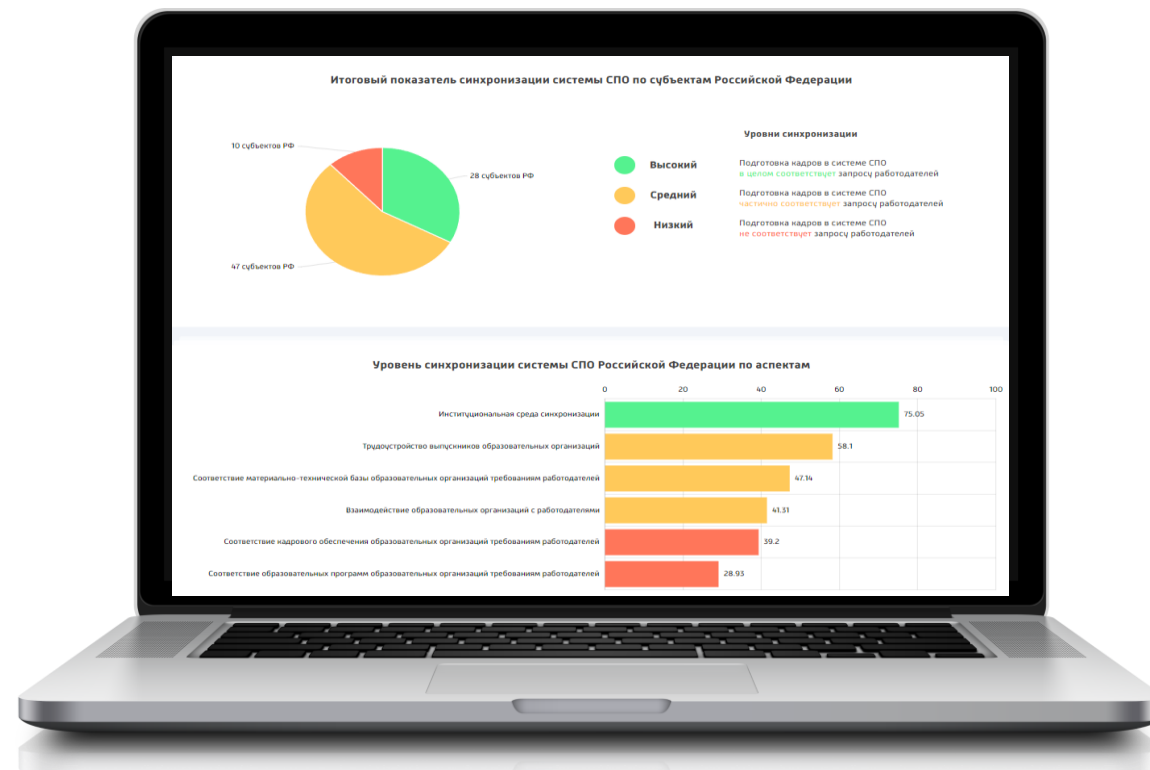 Итоговый показатель синхронизации системы СПО по субъектам Российской Федерации
10 субъектов РФ
28 субъектов РФ
47 субъектов РФ
Уровни синхронизации
Высокий
Подготовка кадров в системе СПО
в целом соответствует запросу работодателей
Средний
Подготовка кадров в системе СПО
частично соответствует запросу работодателей
Низкий
Подготовка кадров в системе СПО
не соответствует запросу работодателей
Уровень синхронизации системы СПО Российской Федерации по аспектам
0 20 40 60 80 100
Институциональная среда синхронизации 75.05
Трудоустройство выпускников образовательных организаций 58.1
Соответствие материально-технической базы образовательных организаций требованиям работодателей 47.14
Взаимодействие образовательных организаций с работодателями 41.31
Соответствие кадрового обеспечения образовательных организаций требованиям работодателей 39.2
Соответствие образовательных программ образовательных организаций требованиям работодателей 28.93